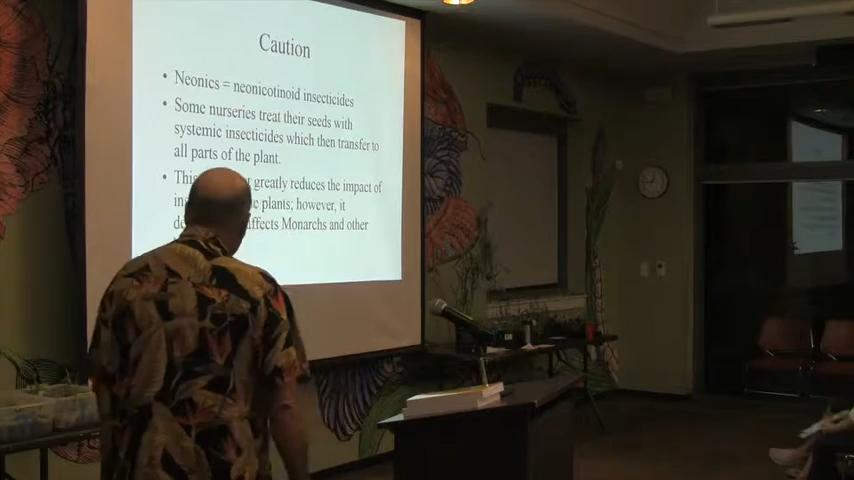 Caution
• Neonics = neonicotinoid insecticides
• Some nurseries treat their seeds with
systemic insecticides which then transfer to
all parts of the plant.
• greatly reduces the impact of
plants; however, it
affects Monarchs and other